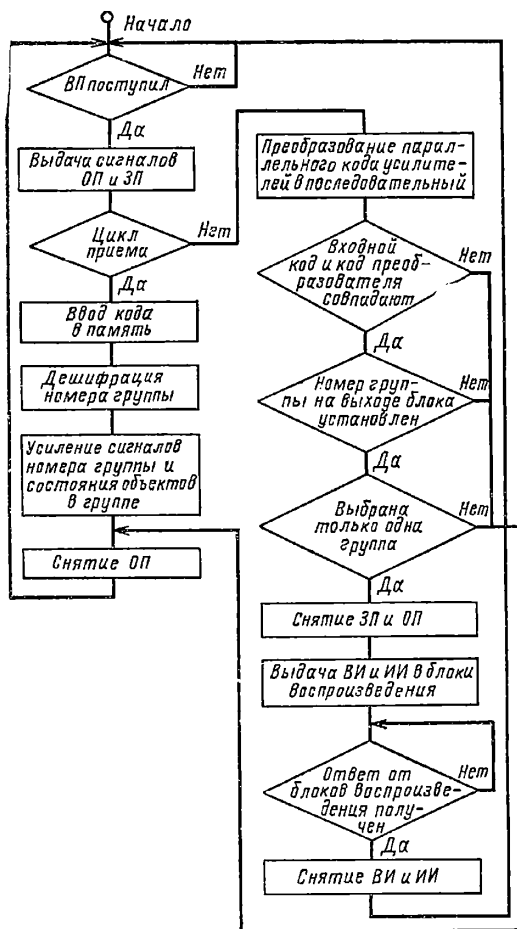 Начало
ВП поступил
Нет
Да
Выдача сигналов
ОП и ЗП
Цикл
приема
Нет
Да
Ввод кода
в память
Дешифрация
номера группы
Усиление сигналов
номера группы и
состояния объектов
в группе
Снятие ОП
Преобразование парал-
лельного кода усилите-
лей в последовательный
Входной
код и код преоб-
разователя
совпадают
Нет
Да
Номер груп-
пы на выходе блока
установлен
Нет
Да
Выбрана
только одна
группа
Нет
Да
Снятие ЗП и ОП
Выдача ВИ и ИИ в блоки
воспроизведения
Ответ от
блоков воспроизве-
дения полу-
чен
Нет
Да
Снятие ВИ и ИИ